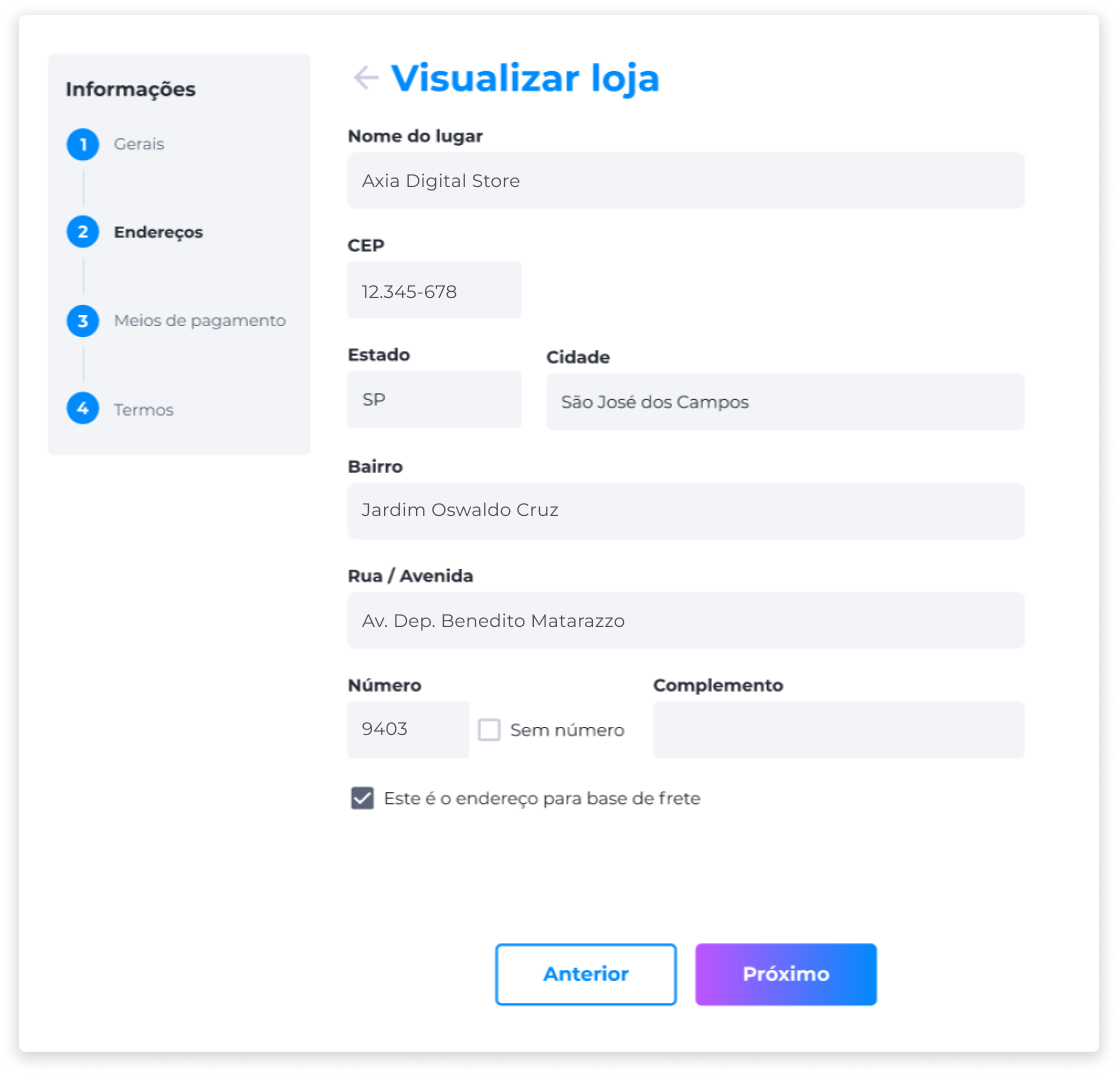 Informações
1 Gerais
2 Endereços
3 Meios de pagamento
4 Termos
Visualizar loja
Nome do lugar
Axia Digital Store
CEP
12.345-678
Estado
SP
Cidade
São José dos Campos
Bairro
Jardim Oswaldo Cruz
Rua / Avenida
Av. Dep. Benedito Matarazzo
Número
9403
Sem número
Complemento
Este é o endereço para base de frete
Anterior
Próximo